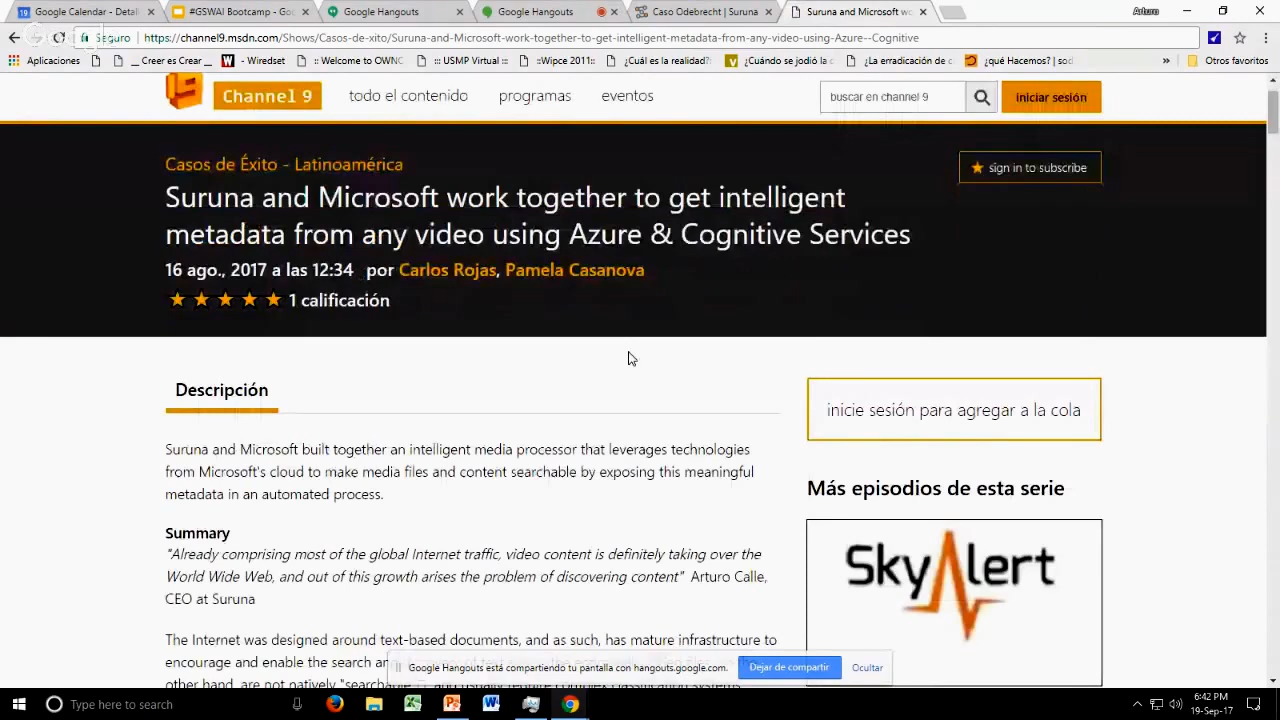 Google Calendar - Detall
#GSWAI Bootcamp - Go
Google Hangouts
Google Hangouts
Caso Odebrecht | Suruna
Suruna and Microsoft wo
Arturo
Seguro
https://channel9.msdn.com/Shows/Casos-de-exito/Suruna-and-Microsoft-work-together-to-get-intelligent-metadata-from-any-video-using-Azure--Cognitive
Aplicaciones
__ Creer es Crear __
- Wiredset
:: Welcome to OWNC
:: USMP Virtual ::
::Wipce 2011::
¿Cuál es la realidad?:
¿Cuándo se jodió la c
¿La erradicación de c
¿qué Hacemos? | sod
»
Otros favoritos
Channel 9
todo el contenido
programas
eventos
buscar en channel 9
iniciar sesión
Casos de Éxito - Latinoamérica
sign in to subscribe
Suruna and Microsoft work together to get intelligent
metadata from any video using Azure & Cognitive Services
16 ago., 2017 a las 12:34 por Carlos Rojas, Pamela Casanova
1 calificación
Descripción
inicie sesión para agregar a la cola
Suruna and Microsoft built together an intelligent media processor that leverages technologies
from Microsoft's cloud to make media files and content searchable by exposing this meaningful
metadata in an automated process.
Más episodios de esta serie
Summary
"Already comprising most of the global Internet traffic, video content is definitely taking over the
World Wide Web, and out of this growth arises the problem of discovering content" Arturo Calle,
CEO at Suruna
SkyAlert
The Internet was designed around text-based documents, and as such, has mature infrastructure to
encourage and enable the search an
Google Hangouts está compartiendo tu pantalla con hangouts.google.com.
Dejar de compartir
Ocultar
other hand, are not natively "searchable
Type here to search
6:42 PM
19-Sep-17